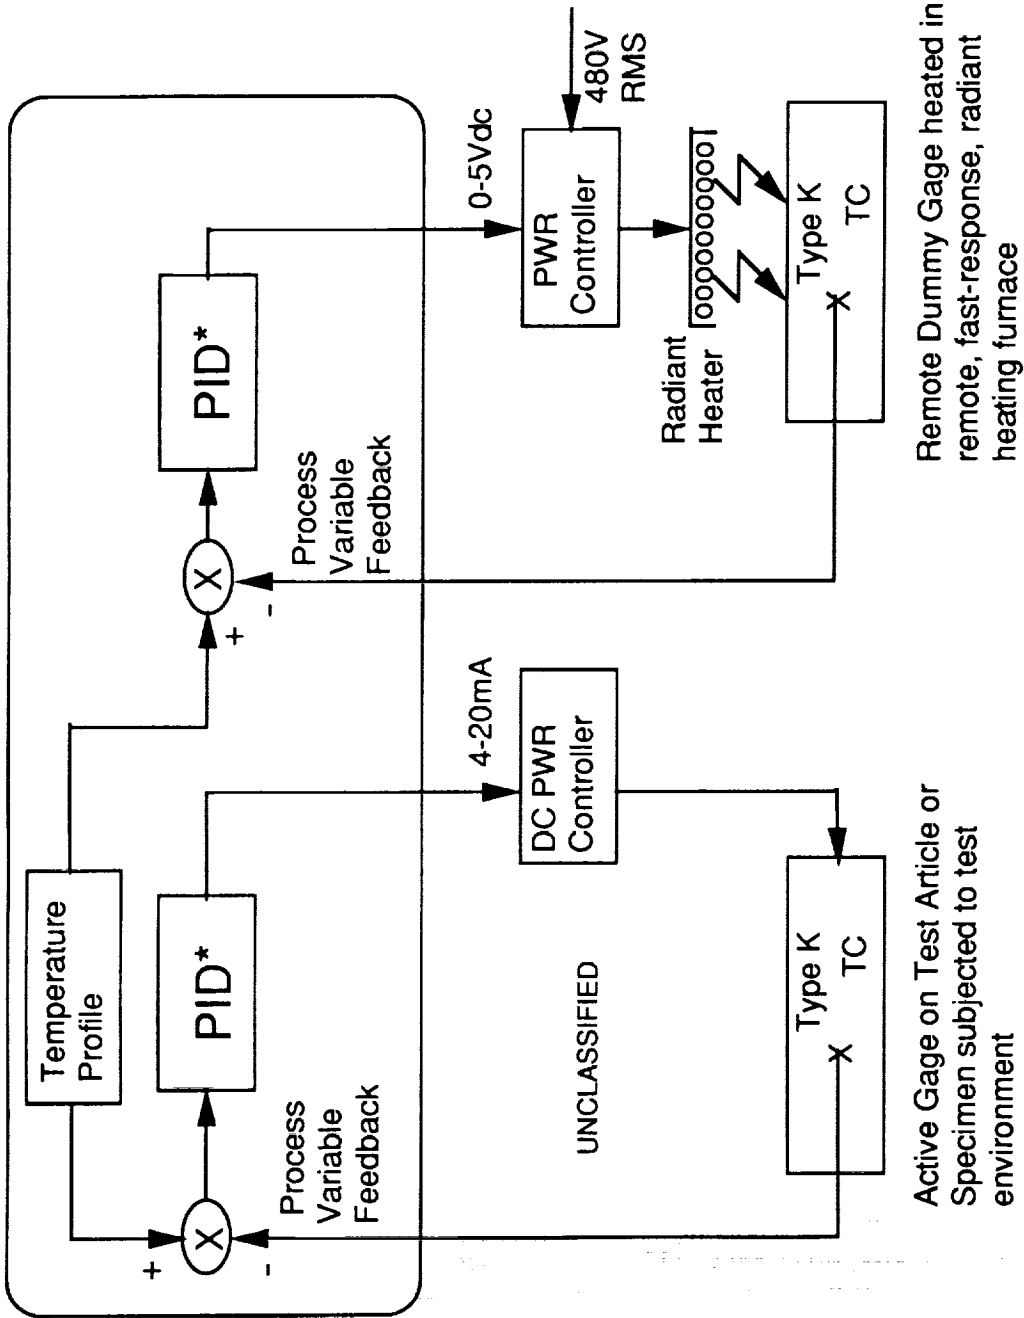 Temperature
Profile
+
-
X
PID*
Process
Variable
Feedback
4-20mA
DC PWR
Controller
UNCLASSIFIED
Type K
X
TC
Active Gage on Test Article or
Specimen subjected to test
environment
+
-
X
PID*
Process
Variable
Feedback
0-5Vdc
PWR
Controller
480V
RMS
Radiant
Heater
Type K
X
TC
Remote Dummy Gage heated in
remote, fast-response, radiant
heating furnace